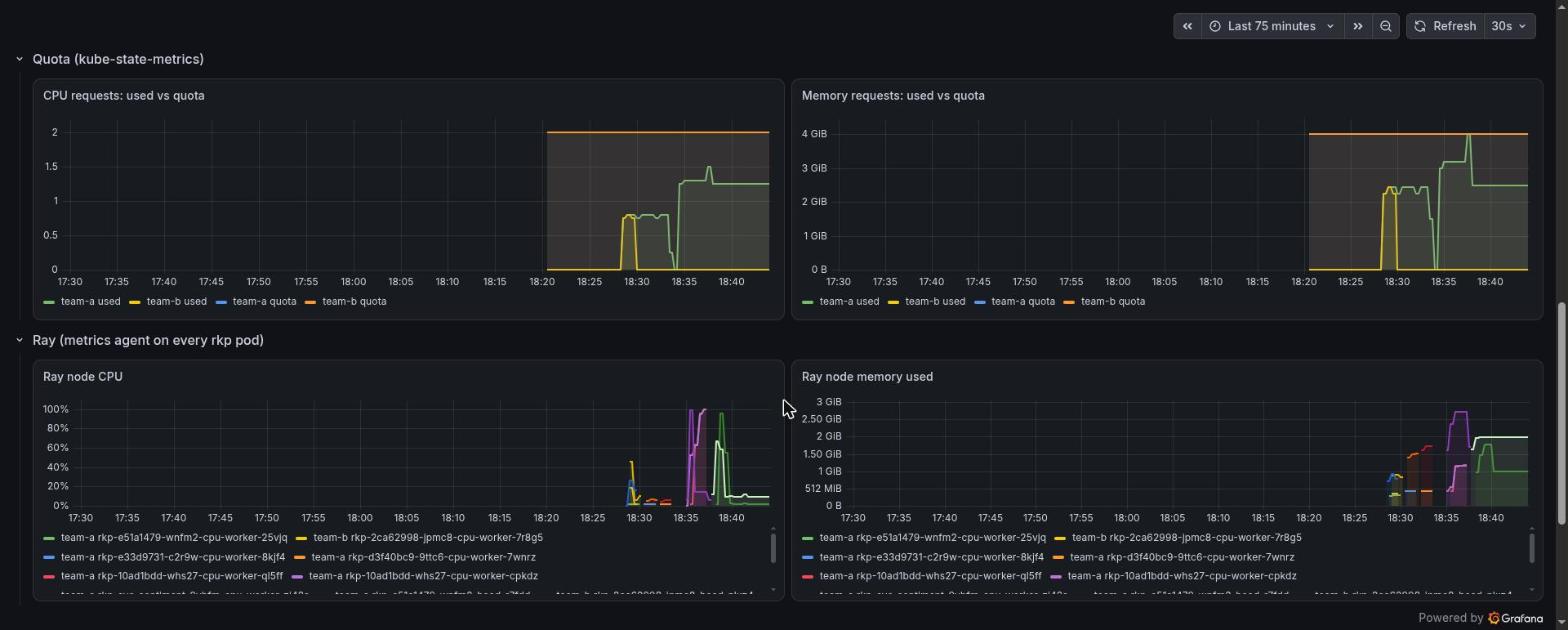 Last 75 minutes Refresh 30s
Quota (kube-state-metrics)
CPU requests: used vs quota
2
1.5
1
0.5
0
17:30 17:35 17:40 17:45 17:50 17:55 18:00 18:05 18:10 18:15 18:20 18:25 18:30 18:35 18:40
team-a used team-b used team-a quota team-b quota
Memory requests: used vs quota
4 GIB
3 GIB
2 GIB
1 GIB
0 B
17:30 17:35 17:40 17:45 17:50 17:55 18:00 18:05 18:10 18:15 18:20 18:25 18:30 18:35 18:40
team-a used team-b used team-a quota team-b quota
Ray (metrics agent on every rkp pod)
Ray node CPU
100%
80%
60%
40%
20%
0%
17:30 17:35 17:40 17:45 17:50 17:55 18:00 18:05 18:10 18:15 18:20 18:25 18:30 18:35 18:40
team-a rkp-e51a1479-wnfm2-cpu-worker-25vjq team-b rkp-2ca62998-jpmc8-cpu-worker-7r8g5
team-a rkp-e33d9731-c2r9w-cpu-worker-8kjf4 team-a rkp-d3f40bc9-9ttc6-cpu-worker-7wnrz
team-a rkp-10ad1bdd-whs27-cpu-worker-ql5ff team-a rkp-10ad1bdd-whs27-cpu-worker-cpkdz
Ray node memory used
3 GIB
2.50 GIB
2 GIB
1.50 GIB
1 GIB
512 MIB
0 B
17:30 17:35 17:40 17:45 17:50 17:55 18:00 18:05 18:10 18:15 18:20 18:25 18:30 18:35 18:40
team-a rkp-e51a1479-wnfm2-cpu-worker-25vjq team-b rkp-2ca62998-jpmc8-cpu-worker-7r8g5
team-a rkp-e33d9731-c2r9w-cpu-worker-8kjf4 team-a rkp-d3f40bc9-9ttc6-cpu-worker-7wnrz
team-a rkp-10ad1bdd-whs27-cpu-worker-ql5ff team-a rkp-10ad1bdd-whs27-cpu-worker-cpkdz
Powered by Grafana